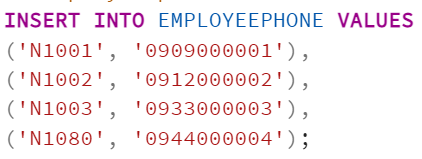 INSERT INTO EMPLOYEEPHONE VALUES
('N1001', '0909000001'),
('N1002', '0912000002'),
('N1003', '0933000003'),
('N1080', '0944000004');